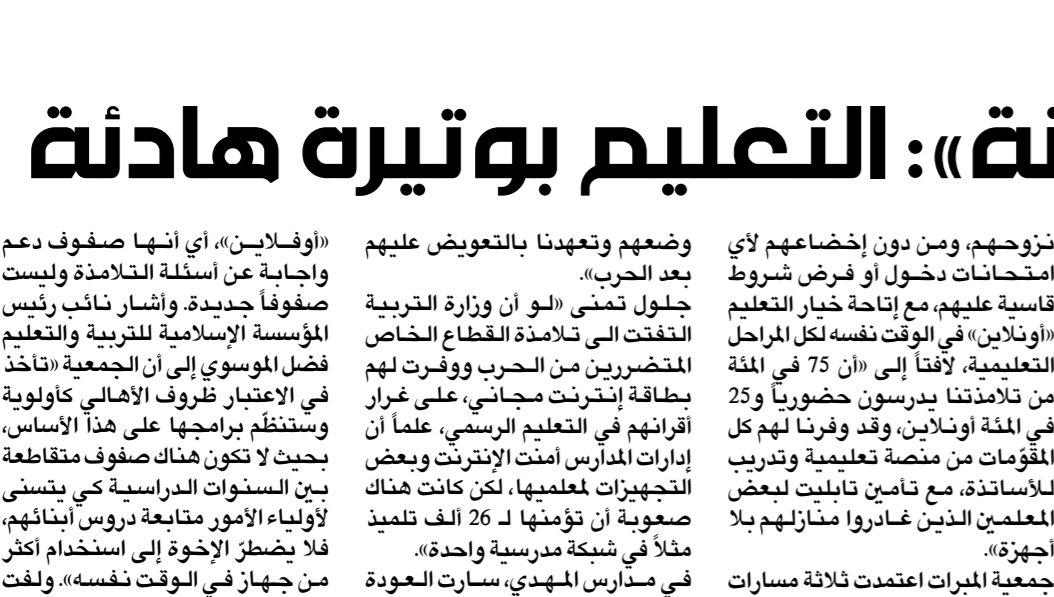 نة»: التعليم بوتيرة هادئة
نزوحهم، ومن دون إخضاعهم لأي
امتحانات دخول أو فرض شروط
قاسية عليهم، مع إتاحة خيار التعليم
«أونلاين» في الوقت نفسه لكل المراحل
التعليمية، لافتاً إلى «أن 75 في المئة
من تلامذتنا يدرسون حضورياً و25
في المئة أونلاين، وقد وفرنا لهم كل
المقوّمات من منصة تعليمية وتدريب
للأساتذة، مع تأمين تابليت لبعض
المعلمين الذين غادروا منازلهم بلا
أجهزة».
جمعية المبرات اعتمدت ثلاثة مسارات
وضعهم وتعهدنا بالتعويض عليهم
بعد الحرب».
جلول تمنى «لو أن وزارة التربية
التفتت الى تلامذة القطاع الخاص
المتضررين من الحرب ووفرت لهم
بطاقة إنترنت مجاني، على غرار
أقرانهم في التعليم الرسمي، علماً أن
إدارات المدارس أمنت الإنترنت وبعض
التجهيزات لمعلميها، لكن كانت هناك
صعوبة أن تؤمنها لـ 26 ألف تلميذ
مثلاً في شبكة مدرسية واحدة».
في مدارس المهدي، سارت العودة
«أوفلاين»، أي أنها صفوف دعم
واجابة عن أسئلة التلامذة وليست
صفوفاً جديدة. وأشار نائب رئيس
المؤسسة الإسلامية للتربية والتعليم
فضل الموسوي إلى أن الجمعية «تأخذ
في الاعتبار ظروف الأهالي كأولوية
وستنظّم برامجها على هذا الأساس،
بحيث لا تكون هناك صفوف متقاطعة
بين السنوات الدراسية كي يتسنى
لأولياء الأمور متابعة دروس أبنائهم،
فلا يضطرّ الإخوة إلى استخدام أكثر
من جهاز في الوقت نفسه». ولفت